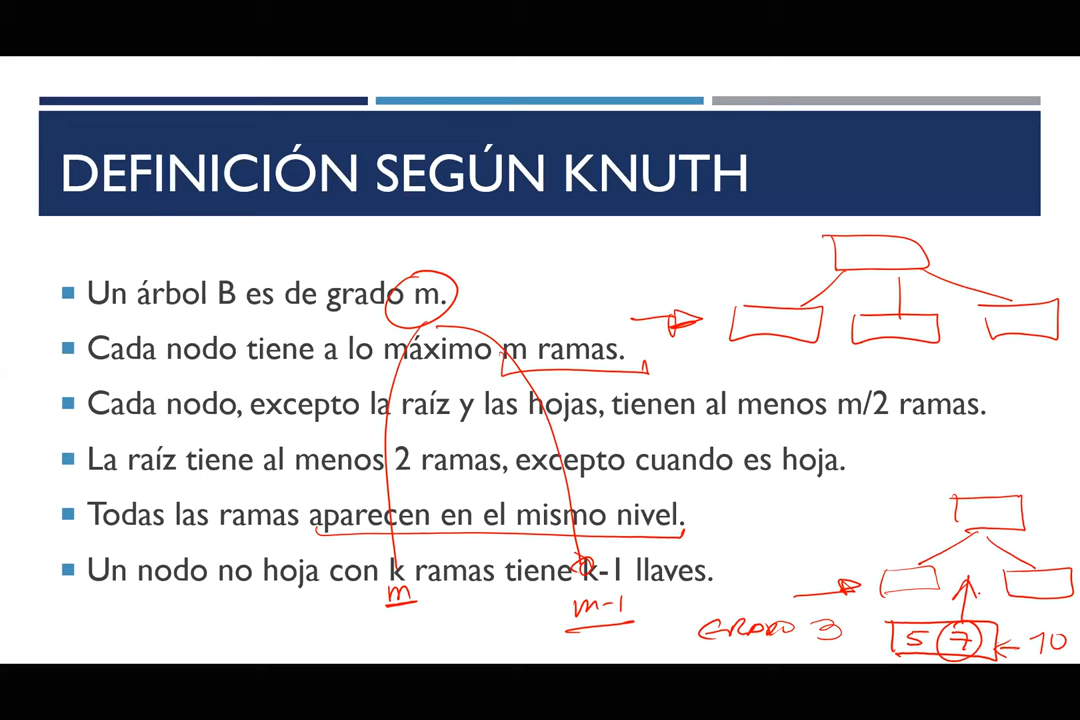 DEFINICIÓN SEGÚN KNUTH
Un árbol B es de grado m.
Cada nodo tiene a lo máximo m ramas.
Cada nodo, excepto la raíz y las hojas, tienen al menos m/2 ramas.
La raíz tiene al menos 2 ramas, excepto cuando es hoja.
Todas las ramas aparecen en el mismo nivel.
Un nodo no hoja con k ramas tiene k-1 llaves.
m
m-1
GRADO 3
5 7 ← 10